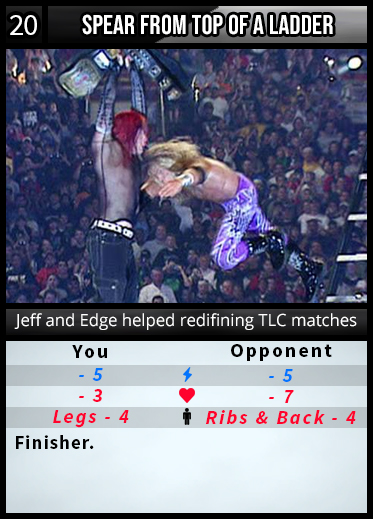 20 SPEAR FROM TOP OF A LADDER
Jeff and Edge helped redifining TLC matches
You Opponent
- 5 - 5
- 3 - 7
Legs - 4 Ribs & Back - 4
Finisher.